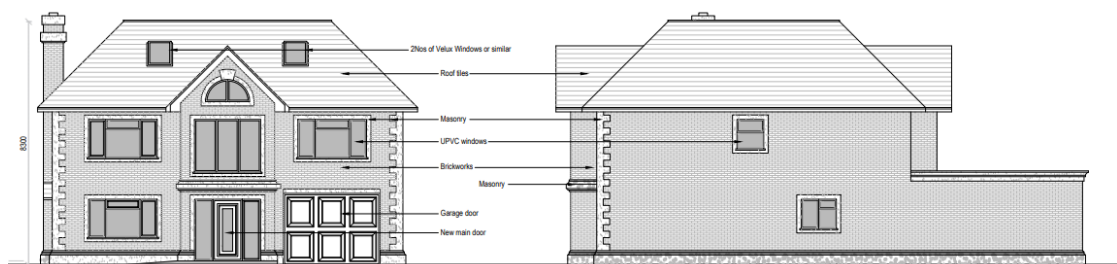 2Nos of Velux Windows or similar
Roof tiles
Masonry
UPVC windows
Brickworks
Masonry
Garage door
New main door
8300